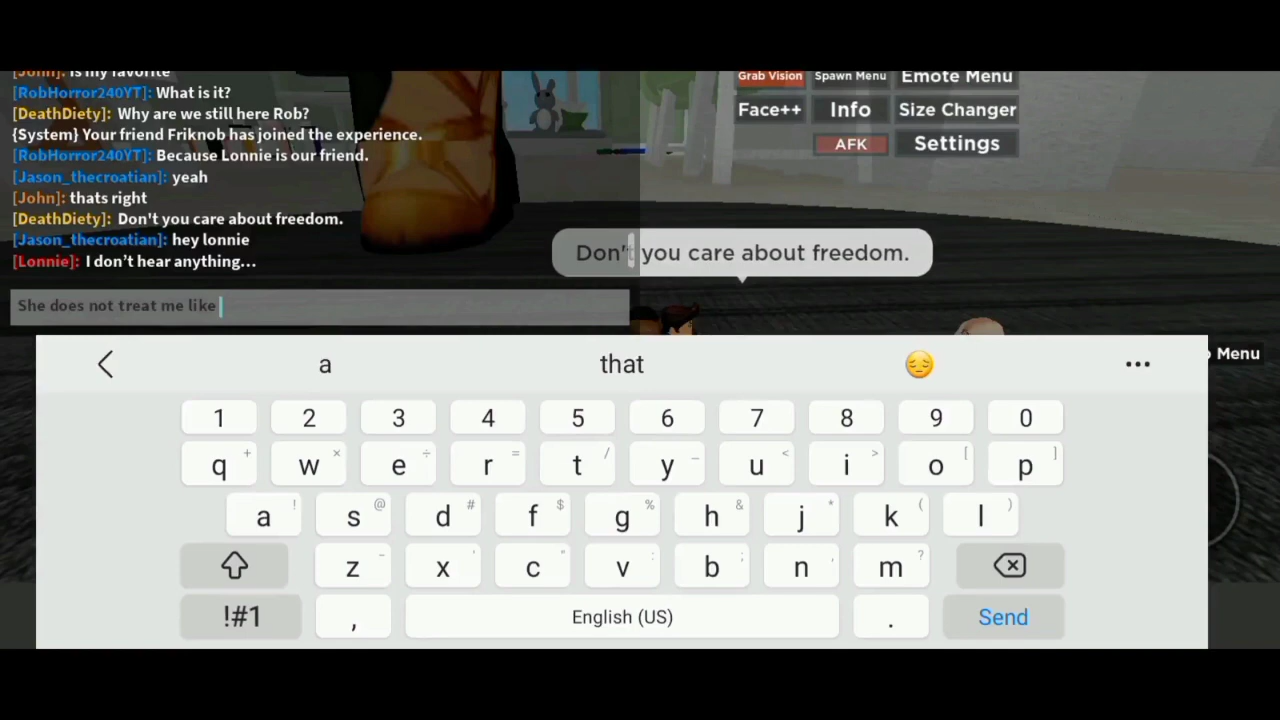 [John]: is my favorite
[RobHorror240YT]: What is it?
[DeathDiety]: Why are we still here Rob?
{System} Your friend Friknob has joined the experience.
[RobHorror240YT]: Because Lonnie is our friend.
[Jason_thecroatian]: yeah
[John]: thats right
[DeathDiety]: Don't you care about freedom.
[Jason_thecroatian]: hey lonnie
[Lonnie]: I don't hear anything...
She does not treat me like
Grab Vision Spawn Menu Emote Menu
Face++ Info Size Changer
AFK Settings
Don't you care about freedom.
Menu
a that 😔 •••
1 2 3 4 5 6 7 8 9 0
q + w × e ÷ r = t / y _ u < i > o [ p ]
a ! s @ d # f $ g % h & j * k ( l )
z - x ' c " v : b ; n , m ?
!#1 , English (US) . Send